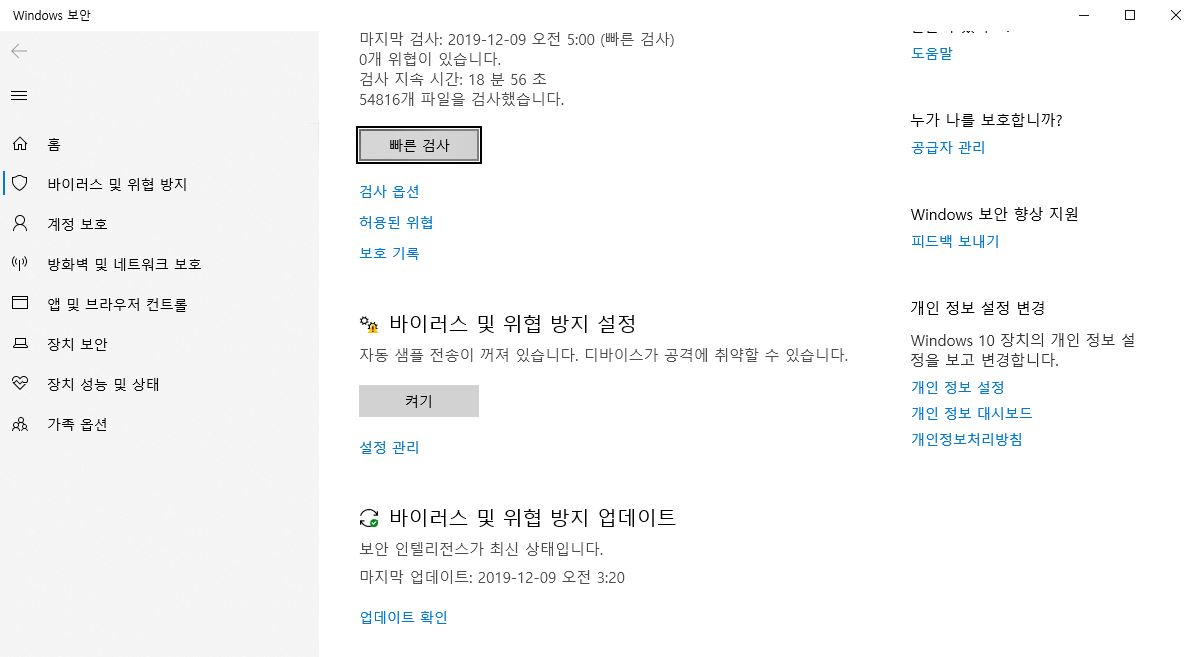 Windows 보안
홈
바이러스 및 위협 방지
계정 보호
방화벽 및 네트워크 보호
앱 및 브라우저 컨트롤
장치 보안
장치 성능 및 상태
가족 옵션
마지막 검사: 2019-12-09 오전 5:00 (빠른 검사)
0개 위협이 있습니다.
검사 지속 시간: 18 분 56 초
54816개 파일을 검사했습니다.
빠른 검사
검사 옵션
허용된 위협
보호 기록
바이러스 및 위협 방지 설정
자동 샘플 전송이 꺼져 있습니다. 디바이스가 공격에 취약할 수 있습니다.
켜기
설정 관리
바이러스 및 위협 방지 업데이트
보안 인텔리전스가 최신 상태입니다.
마지막 업데이트: 2019-12-09 오전 3:20
업데이트 확인
도움말
누가 나를 보호합니까?
공급자 관리
Windows 보안 향상 지원
피드백 보내기
개인 정보 설정 변경
Windows 10 장치의 개인 정보 설
정을 보고 변경합니다.
개인 정보 설정
개인 정보 대시보드
개인정보처리방침